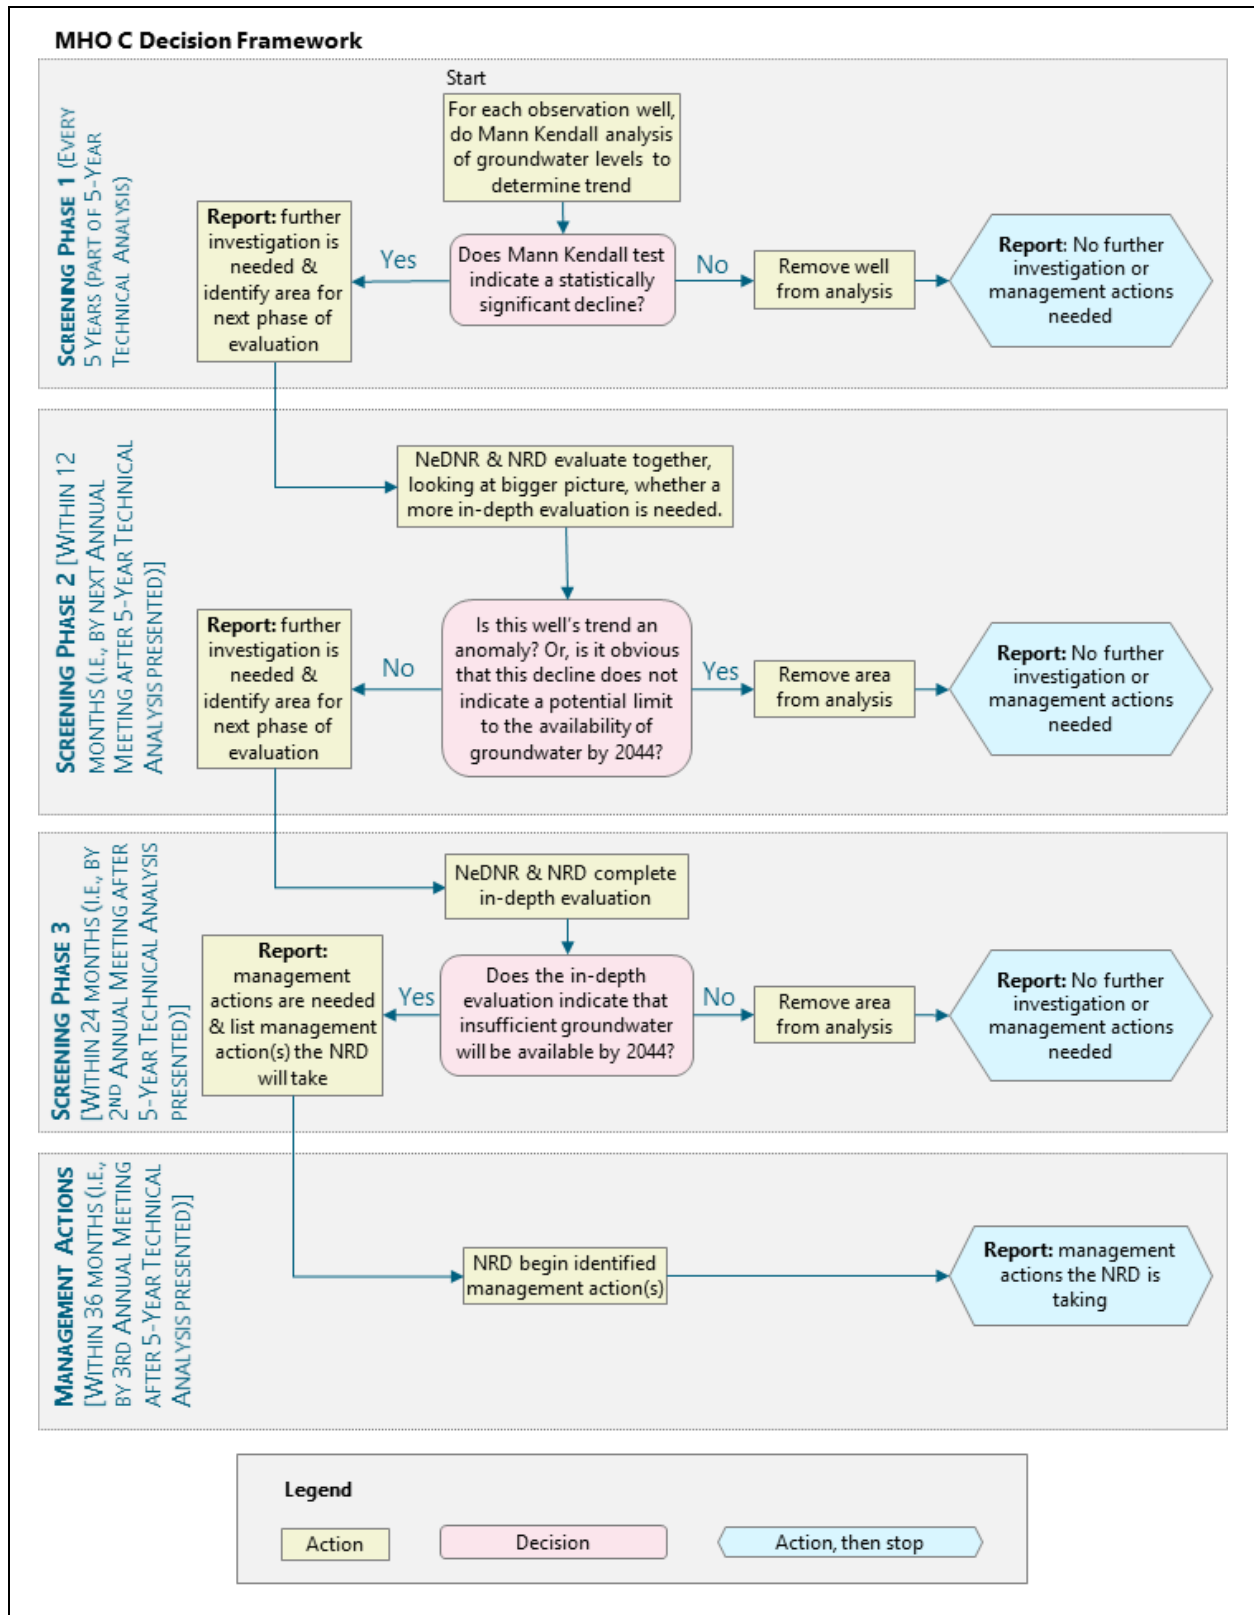 MHO C Decision Framework
SCREENING PHASE 1 (EVERY
5 YEARS (PART OF 5-YEAR
TECHNICAL ANALYSIS)
Start
For each observation well,
do Mann Kendall analysis
of groundwater levels to
determine trend
Does Mann Kendall test
indicate a statistically
significant decline?
Yes
Report: further
investigation is
needed &
identify area for
next phase of
evaluation
No
Remove well
from analysis
Report: No further
investigation or
management actions
needed
SCREENING PHASE 2 [WITHIN 12
MONTHS (I.E., BY NEXT ANNUAL
MEETING AFTER 5-YEAR TECHNICAL
ANALYSIS PRESENTED)]
NeDNR & NRD evaluate together,
looking at bigger picture, whether a
more in-depth evaluation is needed.
Is this well's trend an
anomaly? Or, is it obvious
that this decline does not
indicate a potential limit
to the availability of
groundwater by 2044?
No
Report: further
investigation is
needed &
identify area for
next phase of
evaluation
Yes
Remove area
from analysis
Report: No further
investigation or
management actions
needed
SCREENING PHASE 3
[WITHIN 24 MONTHS (I.E., BY
2ND ANNUAL MEETING AFTER
5-YEAR TECHNICAL ANALYSIS
PRESENTED)]
NeDNR & NRD complete
in-depth evaluation
Does the in-depth
evaluation indicate that
insufficient groundwater
will be available by 2044?
Yes
Report:
management
actions are needed
& list management
action(s) the NRD
will take
No
Remove area
from analysis
Report: No further
investigation or
management actions
needed
MANAGEMENT ACTIONS
[WITHIN 36 MONTHS (I.E.,
BY 3RD ANNUAL MEETING
AFTER 5-YEAR TECHNICAL
ANALYSIS PRESENTED)]
NRD begin identified
management action(s)
Report: management
actions the NRD is
taking
Legend
Action
Decision
Action, then stop